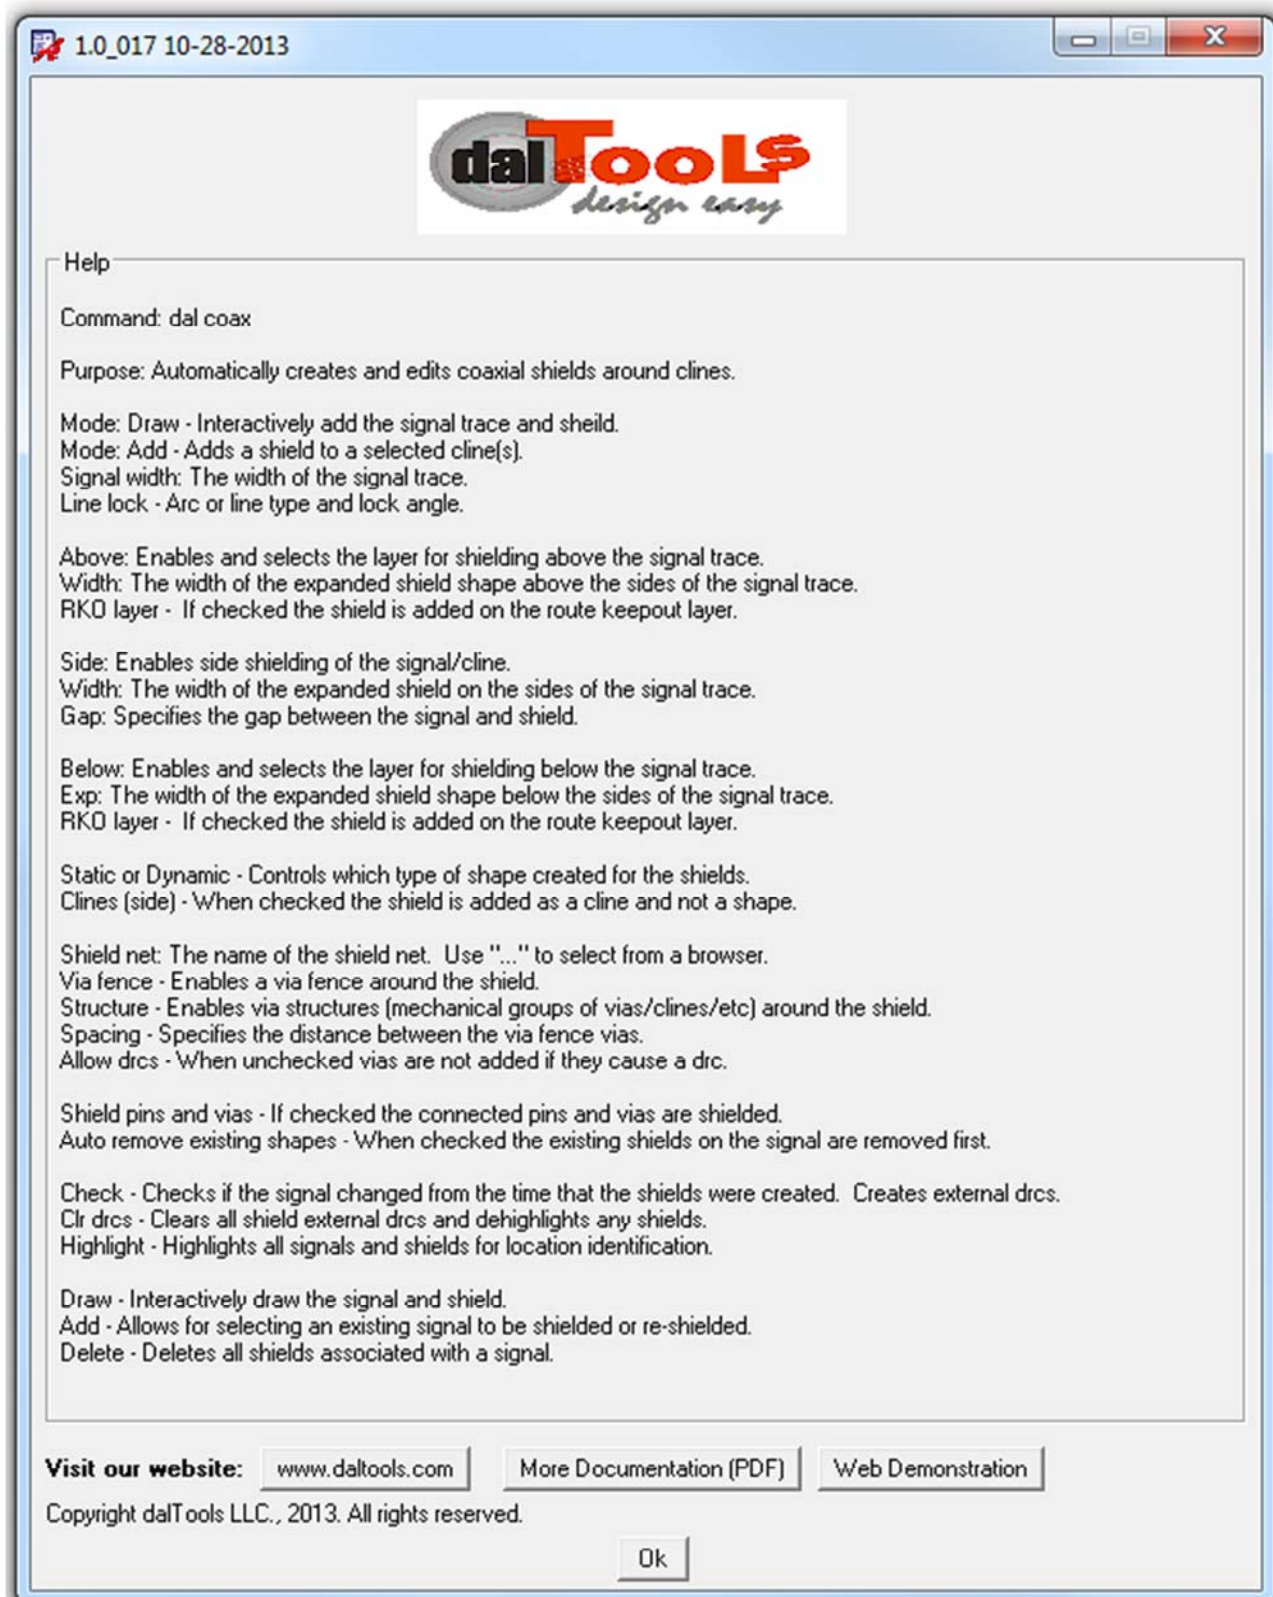 1.0_017 10-28-2013
dalTooLs
design easy
Help
Command: dal coax
Purpose: Automatically creates and edits coaxial shields around clines.
Mode: Draw - Interactively add the signal trace and sheild.
Mode: Add - Adds a shield to a selected cline(s).
Signal width: The width of the signal trace.
Line lock - Arc or line type and lock angle.
Above: Enables and selects the layer for shielding above the signal trace.
Width: The width of the expanded shield shape above the sides of the signal trace.
RKO layer -  If checked the shield is added on the route keepout layer.
Side: Enables side shielding of the signal/cline.
Width: The width of the expanded shield on the sides of the signal trace.
Gap: Specifies the gap between the signal and shield.
Below: Enables and selects the layer for shielding below the signal trace.
Exp: The width of the expanded shield shape below the sides of the signal trace.
RKO layer -  If checked the shield is added on the route keepout layer.
Static or Dynamic - Controls which type of shape created for the shields.
Clines (side) - When checked the shield is added as a cline and not a shape.
Shield net: The name of the shield net.  Use "..." to select from a browser.
Via fence - Enables a via fence around the shield.
Structure - Enables via structures (mechanical groups of vias/clines/etc) around the shield.
Spacing - Specifies the distance between the via fence vias.
Allow drcs - When unchecked vias are not added if they cause a drc.
Shield pins and vias - If checked the connected pins and vias are shielded.
Auto remove existing shapes - When checked the existing shields on the signal are removed first.
Check - Checks if the signal changed from the time that the shields were created.  Creates external drcs.
Clr drcs - Clears all shield external drcs and dehighlights any shields.
Highlight - Highlights all signals and shields for location identification.
Draw - Interactively draw the signal and shield.
Add - Allows for selecting an existing signal to be shielded or re-shielded.
Delete - Deletes all shields associated with a signal.
Visit our website: www.daltools.com More Documentation (PDF) Web Demonstration
Copyright dalTools LLC., 2013. All rights reserved.
Ok